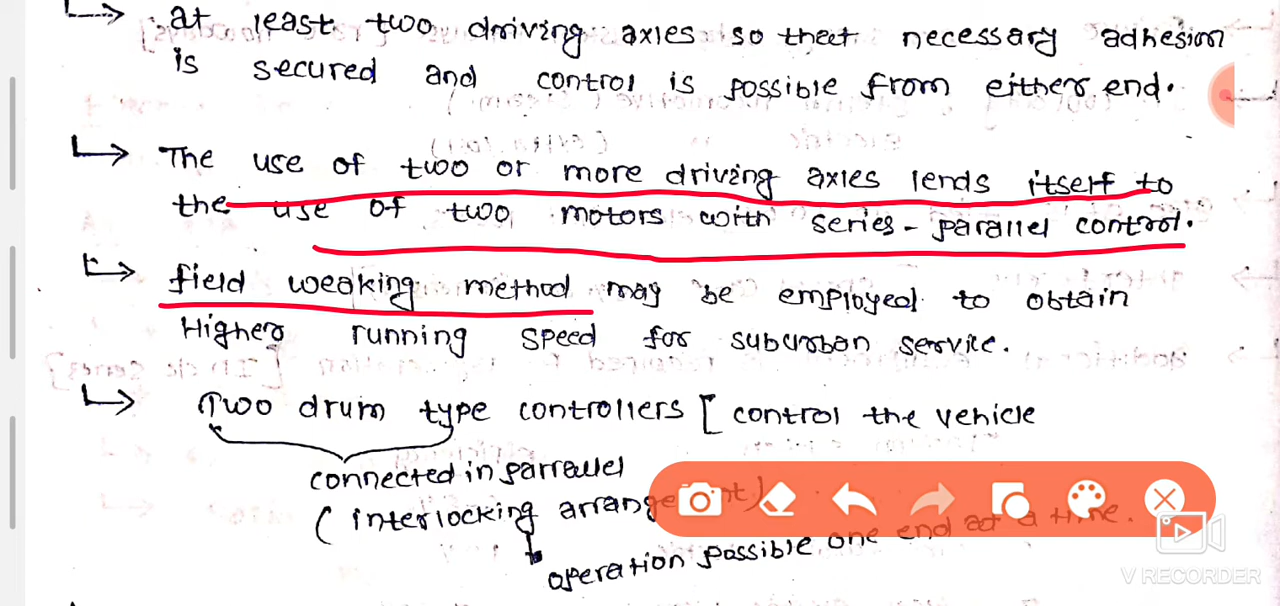 at least two driving axles so that necessary adhesion
is secured and control is possible from either end.
The use of two or more driving axles lends itself to
the use of two motors with series-parallel control.
field weaking method may be employed to obtain
Higher running speed for suburban service.
Two drum type controllers [ control the vehicle
connected in parrallel
( interlocking arrangement)
operation possible one end at a time.
V RECORDER